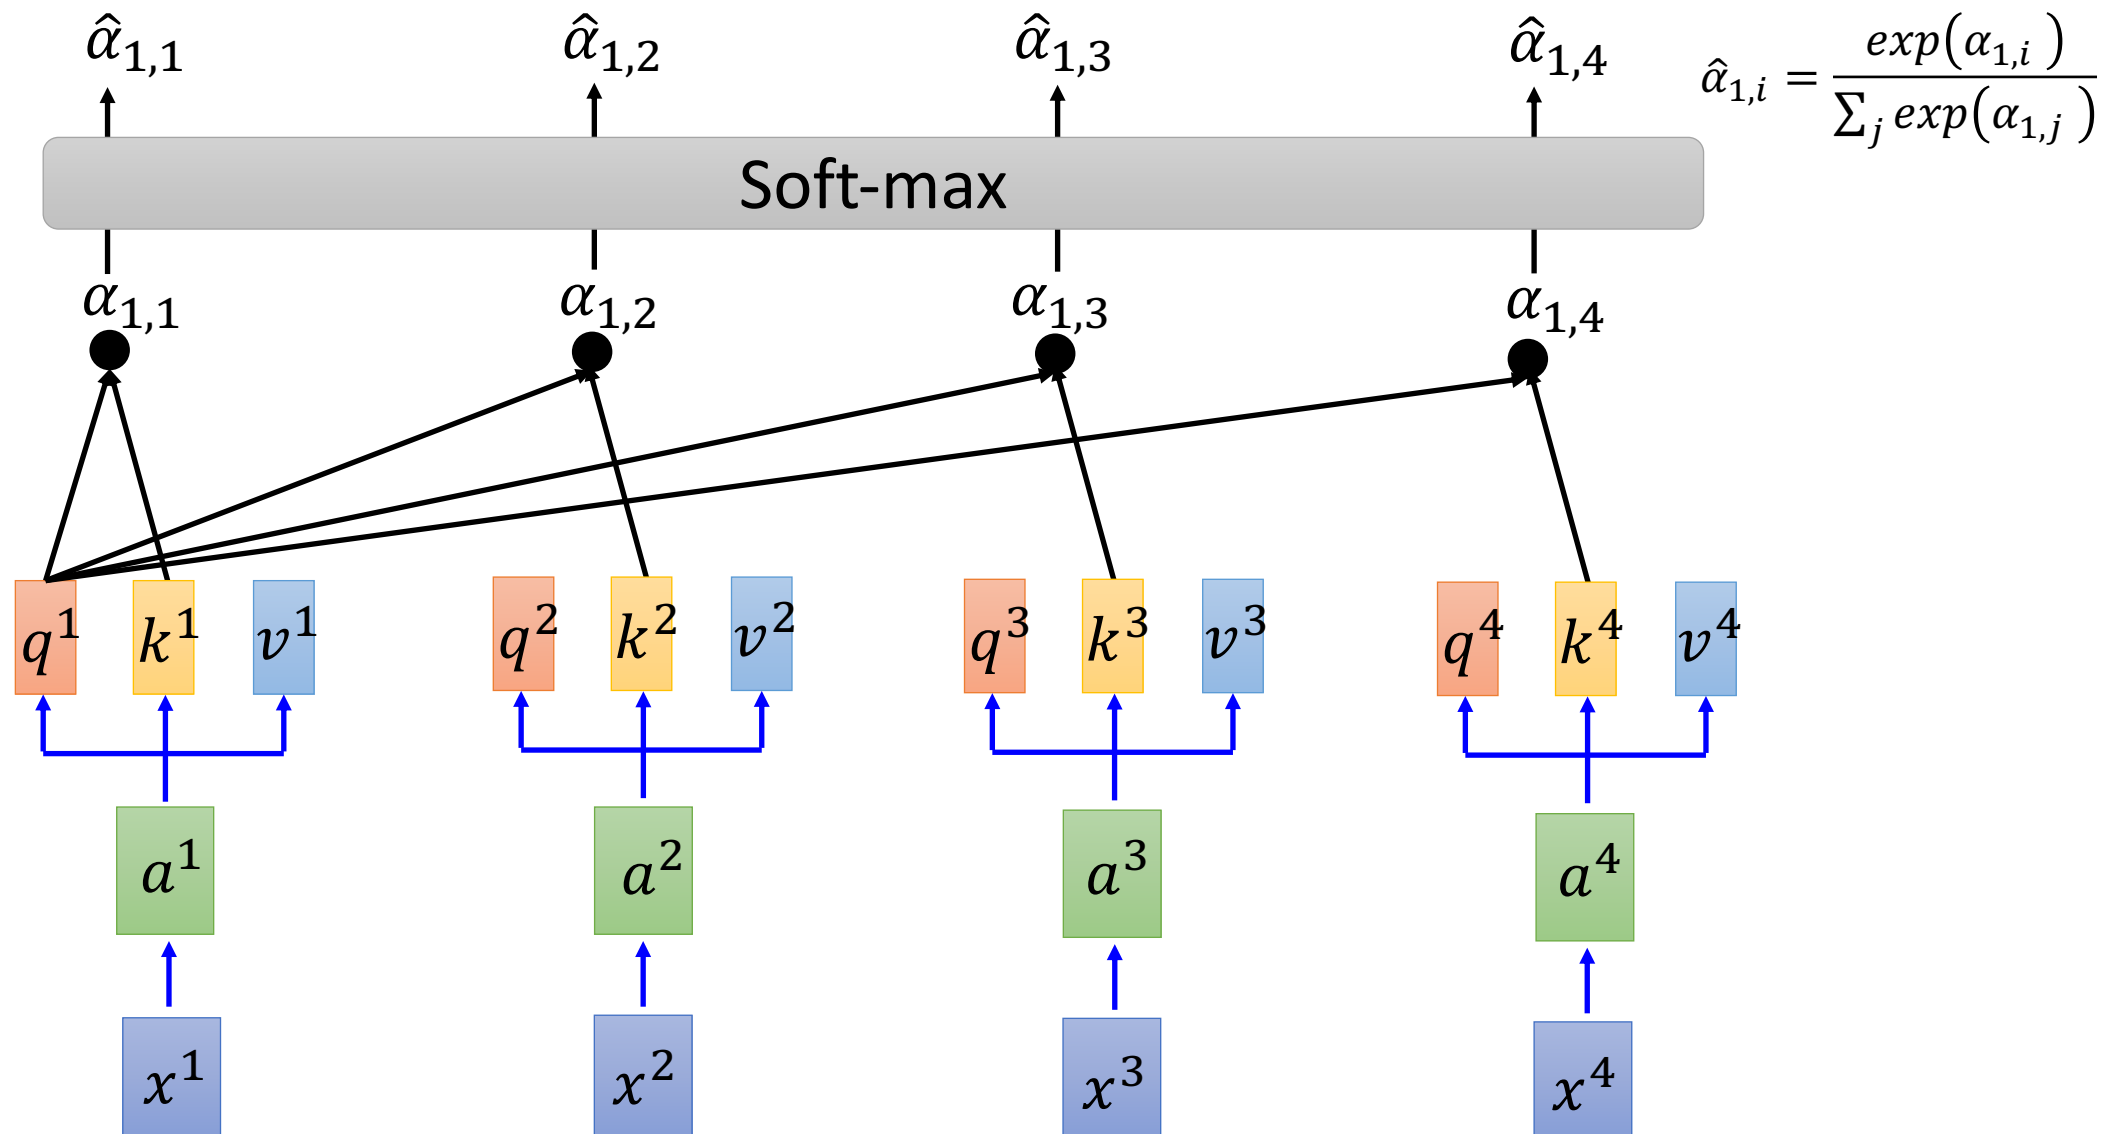 α̂₁,₁ α̂₁,₂ α̂₁,₃ α̂₁,₄ α̂₁,ᵢ = exp(α₁,ᵢ) / ∑ⱼ exp(α₁,ⱼ)
Soft-max
α₁,₁ α₁,₂ α₁,₃ α₁,₄
q¹ k¹ v¹ q² k² v² q³ k³ v³ q⁴ k⁴ v⁴
a¹ a² a³ a⁴
x¹ x² x³ x⁴